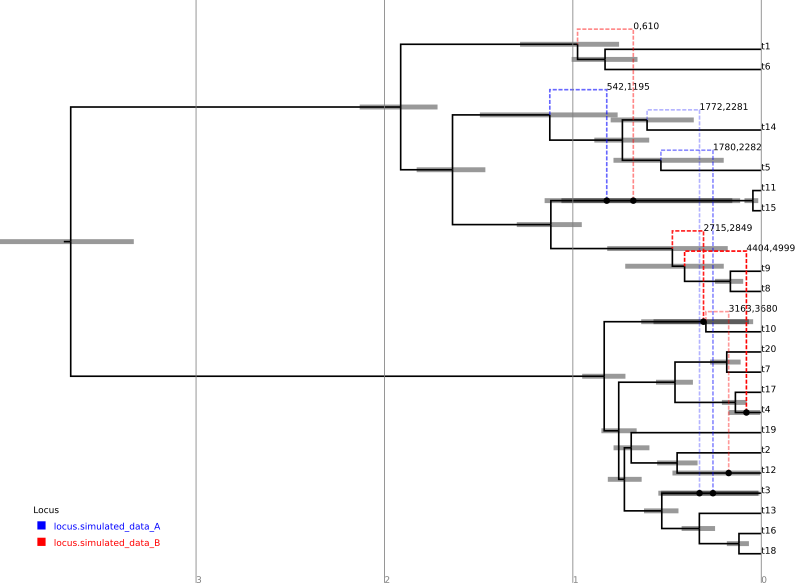 0,610
t1
t6
542,1195
1772,2281
t14
1780,2282
t5
t11
t15
2715,2849
4404,4999
t9
t8
3163,3680
t10
t20
t7
t17
t4
t19
t2
t12
t3
t13
t16
t18
Locus
locus.simulated_data_A
locus.simulated_data_B
3 2 1 0